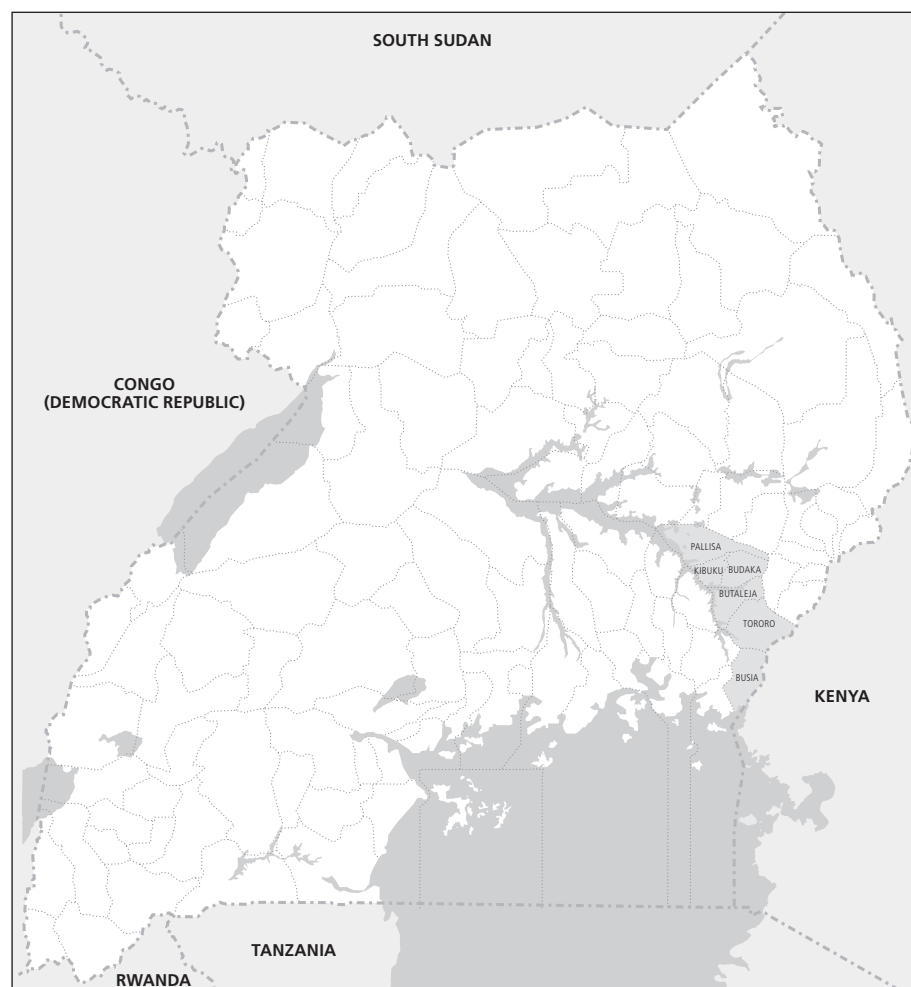 SOUTH SUDAN
CONGO
(DEMOCRATIC REPUBLIC)
PALLISA
KIBUKU
BUDAKA
BUTALEJA
TORORO
BUSIA
KENYA
TANZANIA
RWANDA